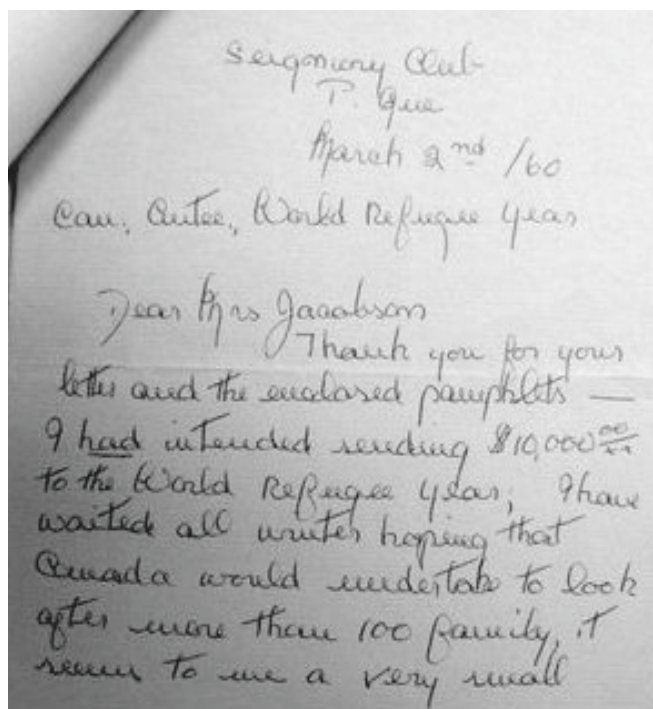 Seigniory Club
P. Que
March 2nd /60
Can. Cttee., World Refugee Year
Dear Mrs Jacobson
Thank you for your
letter and the enclosed pamphlets —
I had intended sending $10,000 00/xx
to the World Refugee Year; I have
waited all winter hoping that
Canada would undertake to look
after more than 100 family, it
seems to me a very small